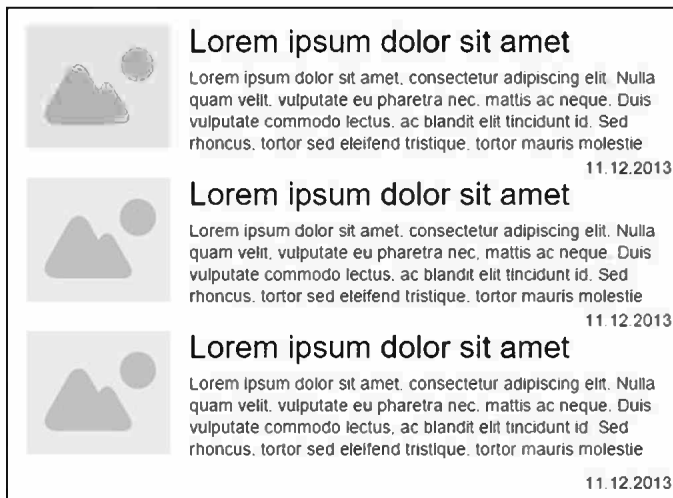 Lorem ipsum dolor sit amet
Lorem ipsum dolor sit amet, consectetur adipiscing elit. Nulla
quam velit, vulputate eu pharetra nec, mattis ac neque. Duis
vulputate commodo lectus, ac blandit elit tincidunt id. Sed
rhoncus, tortor sed eleifend tristique, tortor mauris molestie
11.12.2013
Lorem ipsum dolor sit amet
Lorem ipsum dolor sit amet, consectetur adipiscing elit. Nulla
quam velit, vulputate eu pharetra nec, mattis ac neque. Duis
vulputate commodo lectus, ac blandit elit tincidunt id. Sed
rhoncus, tortor sed eleifend tristique, tortor mauris molestie
11.12.2013
Lorem ipsum dolor sit amet
Lorem ipsum dolor sit amet, consectetur adipiscing elit. Nulla
quam velit, vulputate eu pharetra nec, mattis ac neque. Duis
vulputate commodo lectus, ac blandit elit tincidunt id. Sed
rhoncus, tortor sed eleifend tristique, tortor mauris molestie
11.12.2013